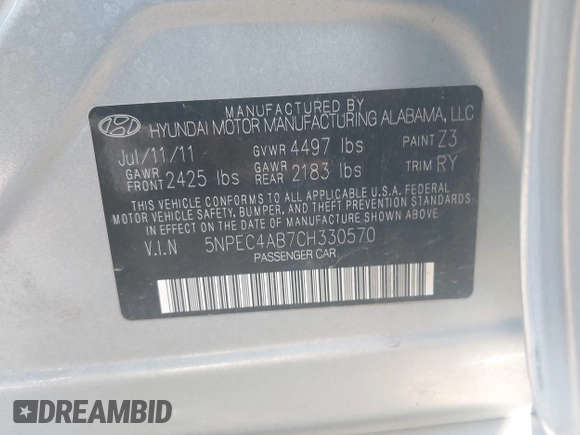 MANUFACTURED BY
HYUNDAI MOTOR MANUFACTURING ALABAMA, LLC
Jul/11/11 GVWR 4497 lbs PAINT Z3
GAWR FRONT 2425 lbs GAWR REAR 2183 lbs TRIM RY
THIS VEHICLE CONFORMS TO ALL APPLICABLE U.S.A. FEDERAL
MOTOR VEHICLE SAFETY, BUMPER, AND THEFT PREVENTION STANDARDS
IN EFFECT ON THE DATE OF MANUFACTURE SHOWN ABOVE.
V.I.N 5NPEC4AB7CH330570
PASSENGER CAR
DREAMBID